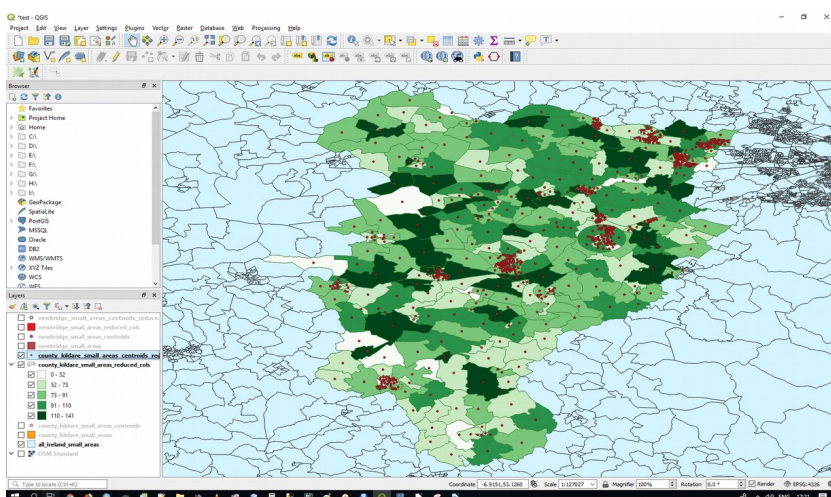 *test - QGIS
Project Edit View Layer Settings Plugins Vector Raster Database Web Processing Help
Browser
Favorites
Project Home
Home
C:\
D:\
E:\
F:\
G:\
H:\
I:\
GeoPackage
SpatiaLite
PostGIS
MSSQL
Oracle
DB2
WMS/WMTS
XYZ Tiles
WCS
WFS
Layers
newbridge_small_areas_centroids_reduce
newbridge_small_areas_reduced_cols
newbridge_small_areas_centroids
newbridge_small_areas
county_kildare_small_areas_centroids_red
county_kildare_small_areas_reduced_cols
0 - 52
52 - 73
73 - 91
91 - 110
110 - 141
county_kildare_small_areas_centroids
county_kildare_small_areas
all_ireland_small_areas
OSM Standard
Type to locate (Ctrl+K) Coordinate -6.9151,53.1260 Scale 1:127027 Magnifier 100% Rotation 0.0 ° Render EPSG:4326
ENG